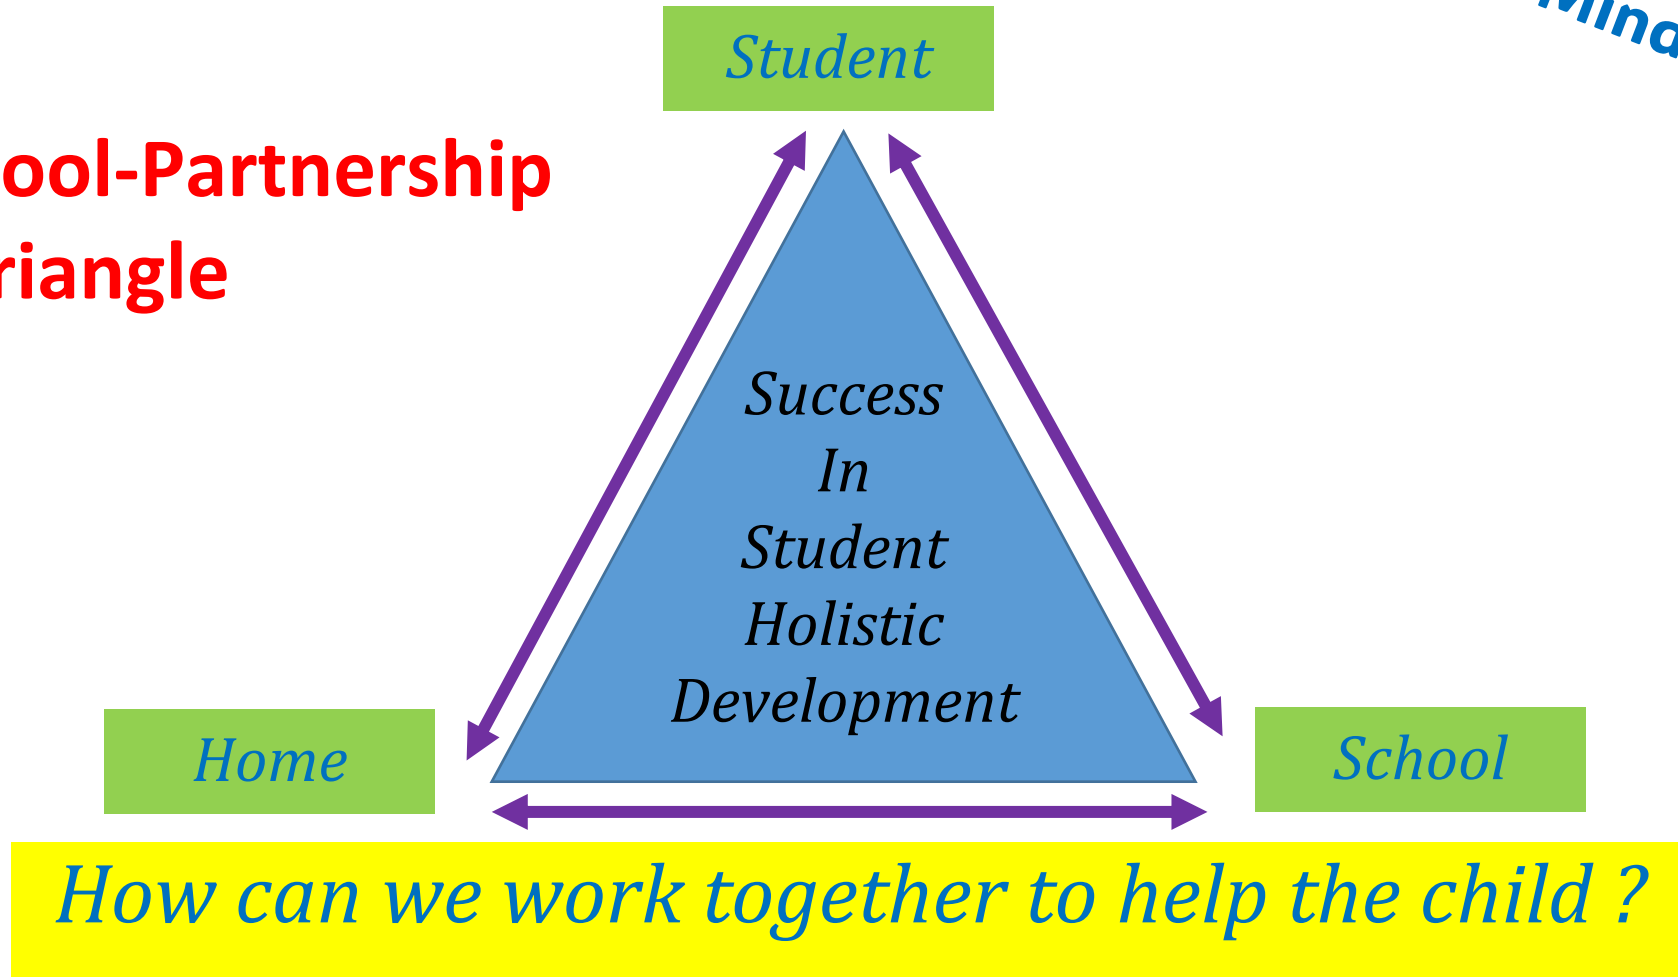 Student
ool-Partnership
riangle
Success
In
Student
Holistic
Development
Home
School
How can we work together to help the child ?